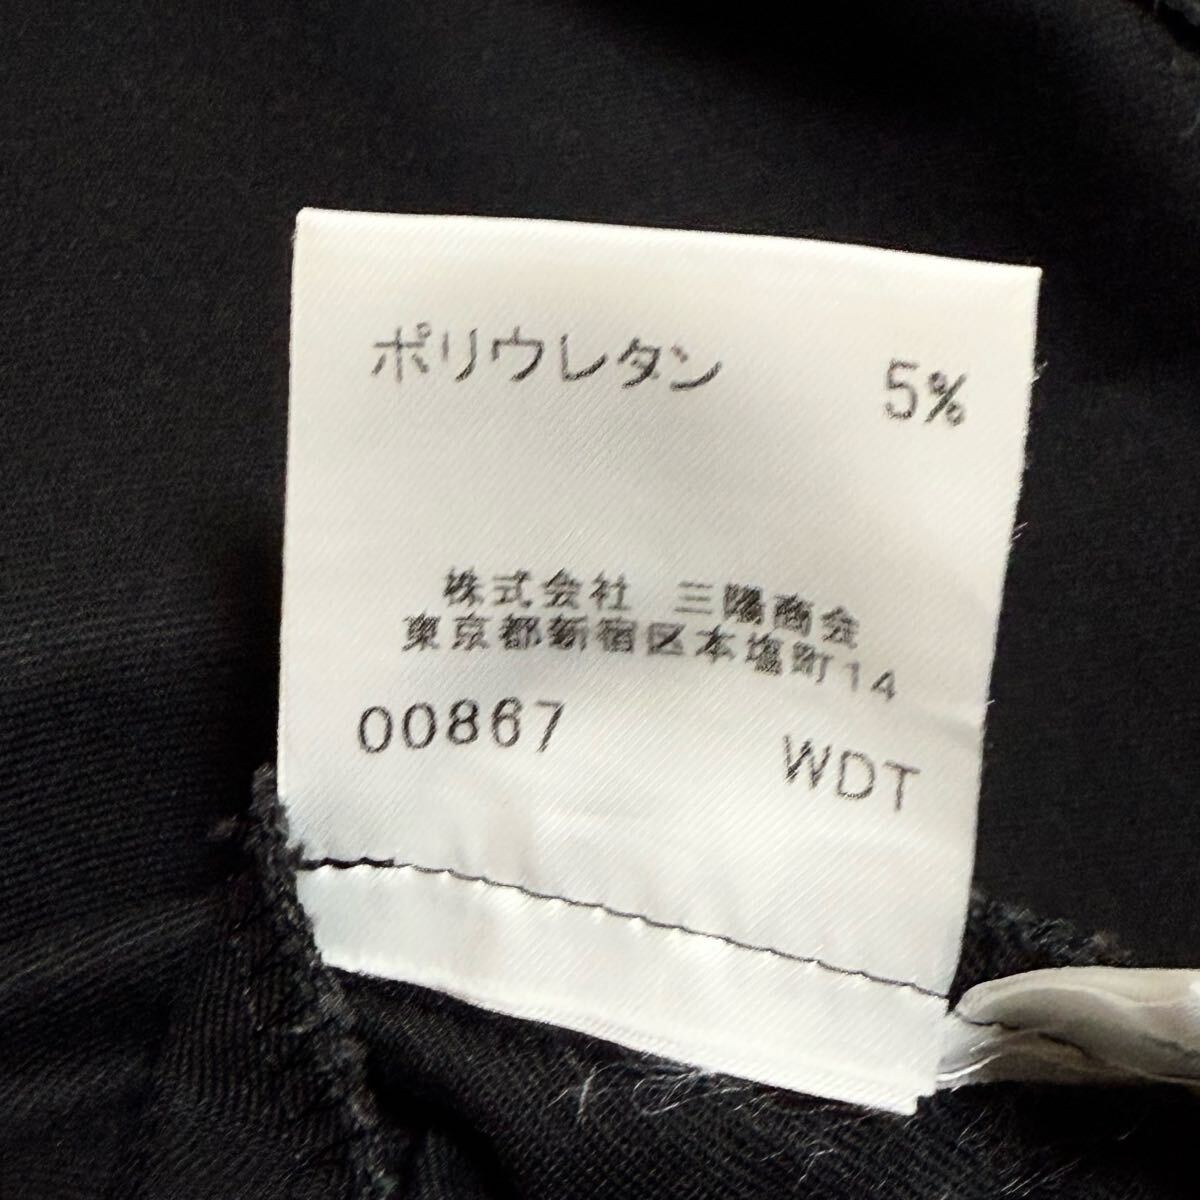 ポリウレタン 5%
株式会社 三陽商会
東京都新宿区本塩町14
00867 WDT